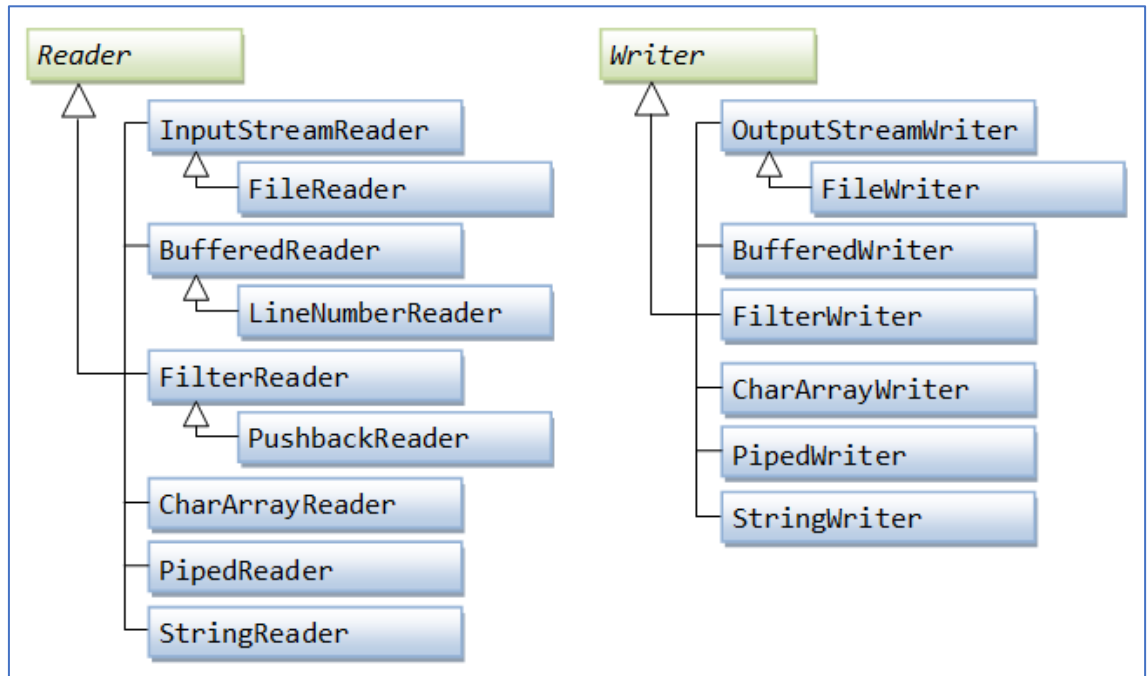 Reader
InputStreamReader
FileReader
BufferedReader
LineNumberReader
FilterReader
PushbackReader
CharArrayReader
PipedReader
StringReader
Writer
OutputStreamWriter
FileWriter
BufferedWriter
FilterWriter
CharArrayWriter
PipedWriter
StringWriter